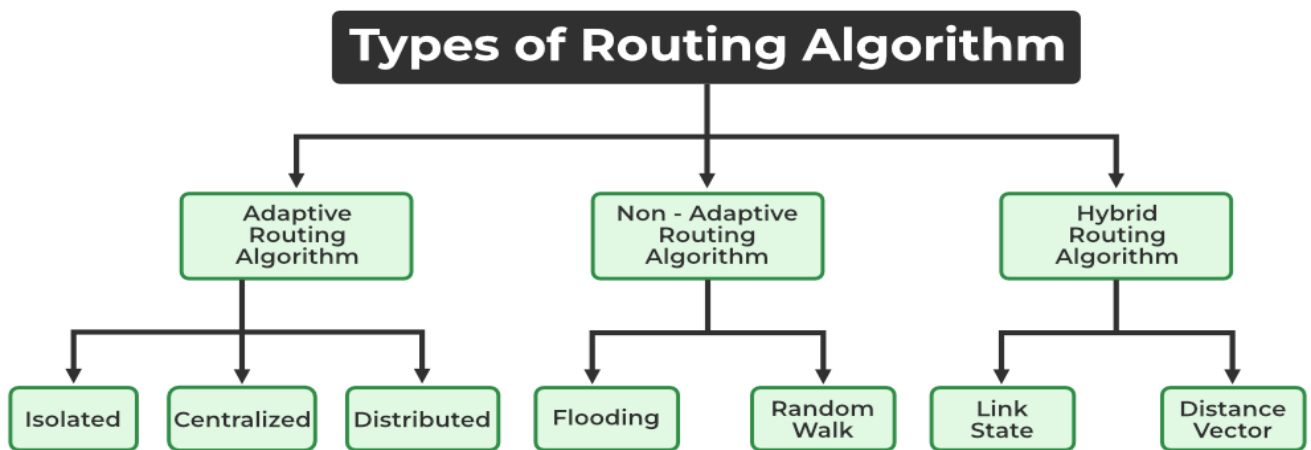 Types of Routing Algorithm
Adaptive
Routing
Algorithm
Non - Adaptive
Routing
Algorithm
Hybrid
Routing
Algorithm
Isolated
Centralized
Distributed
Flooding
Random
Walk
Link
State
Distance
Vector